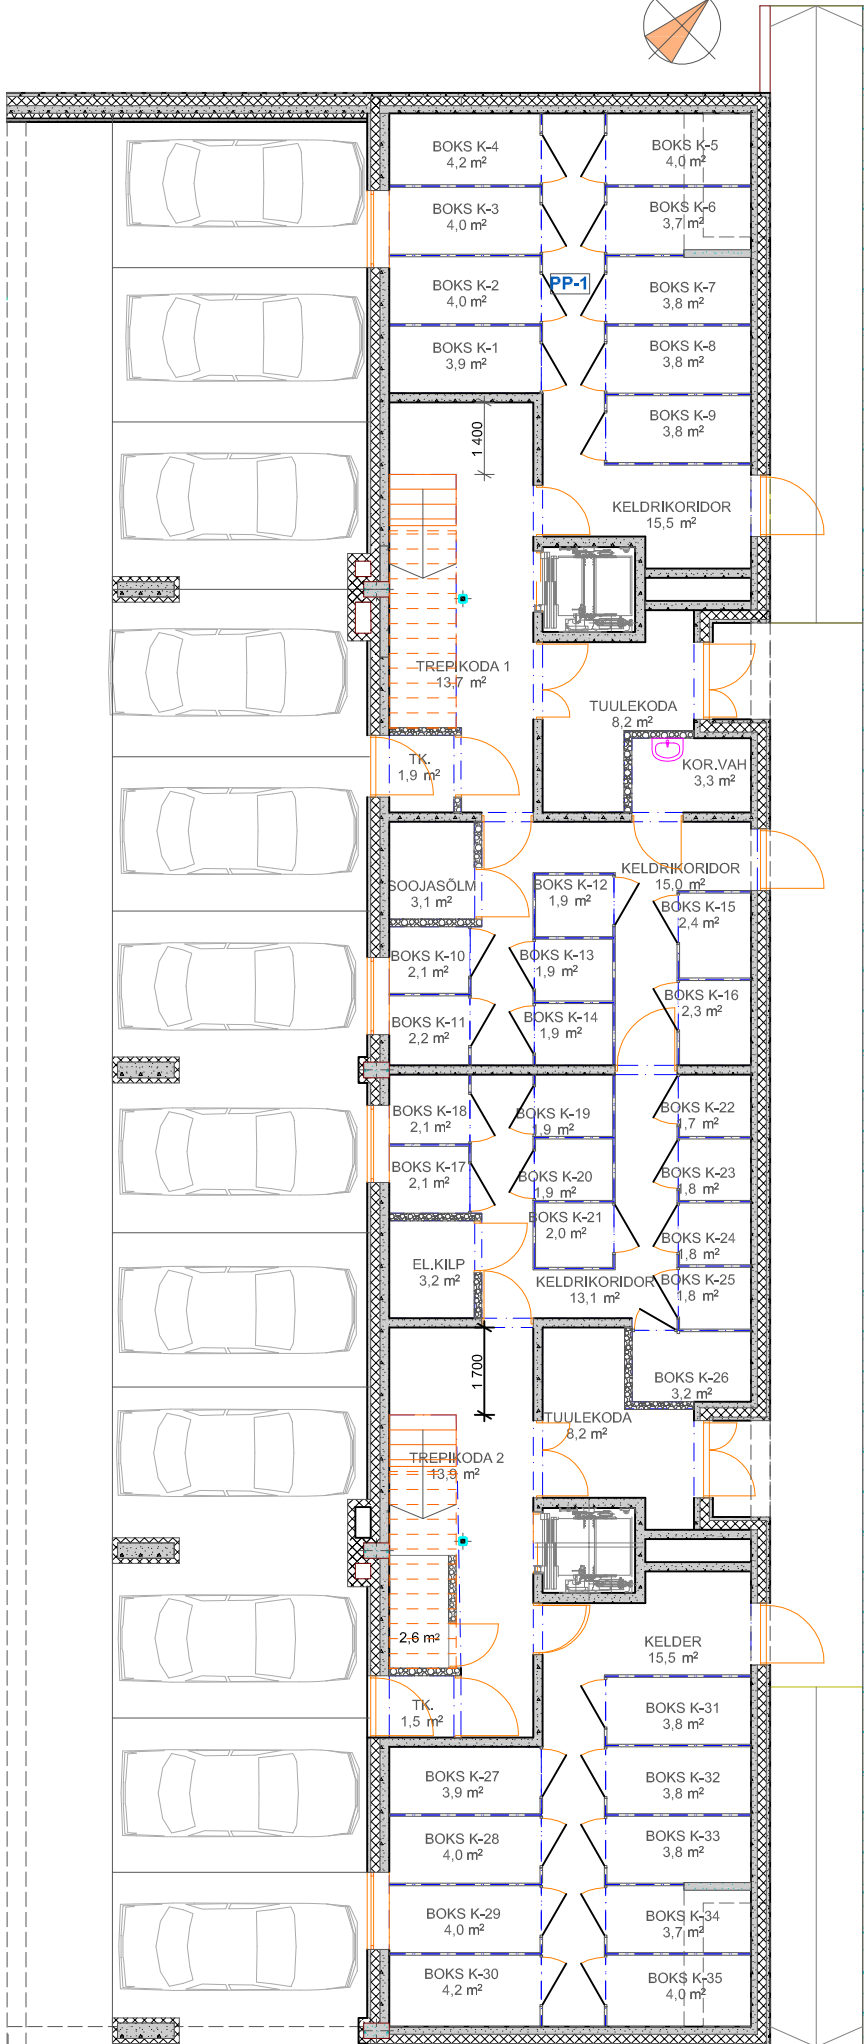 BOKS K-4
4,2 m²
BOKS K-5
4,0 m²
BOKS K-3
4,0 m²
BOKS K-6
3,7 m²
BOKS K-2
4,0 m²
PP-1
BOKS K-7
3,8 m²
BOKS K-1
3,9 m²
BOKS K-8
3,8 m²
BOKS K-9
3,8 m²
1 400
KELDRIKORIDOR
15,5 m²
TREPIKODA 1
13,7 m²
TUULEKODA
8,2 m²
TK.
1,9 m²
KOR.VAH
3,3 m²
SOOJASÕLM
3,1 m²
BOKS K-12
1,9 m²
KELDRIKORIDOR
15,0 m²
BOKS K-15
2,4 m²
BOKS K-10
2,1 m²
BOKS K-13
1,9 m²
BOKS K-16
2,3 m²
BOKS K-11
2,2 m²
BOKS K-14
1,9 m²
BOKS K-18
2,1 m²
BOKS K-19
1,9 m²
BOKS K-22
1,7 m²
BOKS K-17
2,1 m²
BOKS K-20
1,9 m²
BOKS K-23
1,8 m²
BOKS K-21
2,0 m²
BOKS K-24
1,8 m²
EL.KILP
3,2 m²
KELDRIKORIDOR
13,1 m²
BOKS K-25
1,8 m²
1 700
BOKS K-26
3,2 m²
TUULEKODA
8,2 m²
TREPIKODA 2
13,9 m²
2,6 m²
KELDER
15,5 m²
TK.
1,5 m²
BOKS K-31
3,8 m²
BOKS K-27
3,9 m²
BOKS K-32
3,8 m²
BOKS K-28
4,0 m²
BOKS K-33
3,8 m²
BOKS K-29
4,0 m²
BOKS K-34
3,7 m²
BOKS K-30
4,2 m²
BOKS K-35
4,0 m²